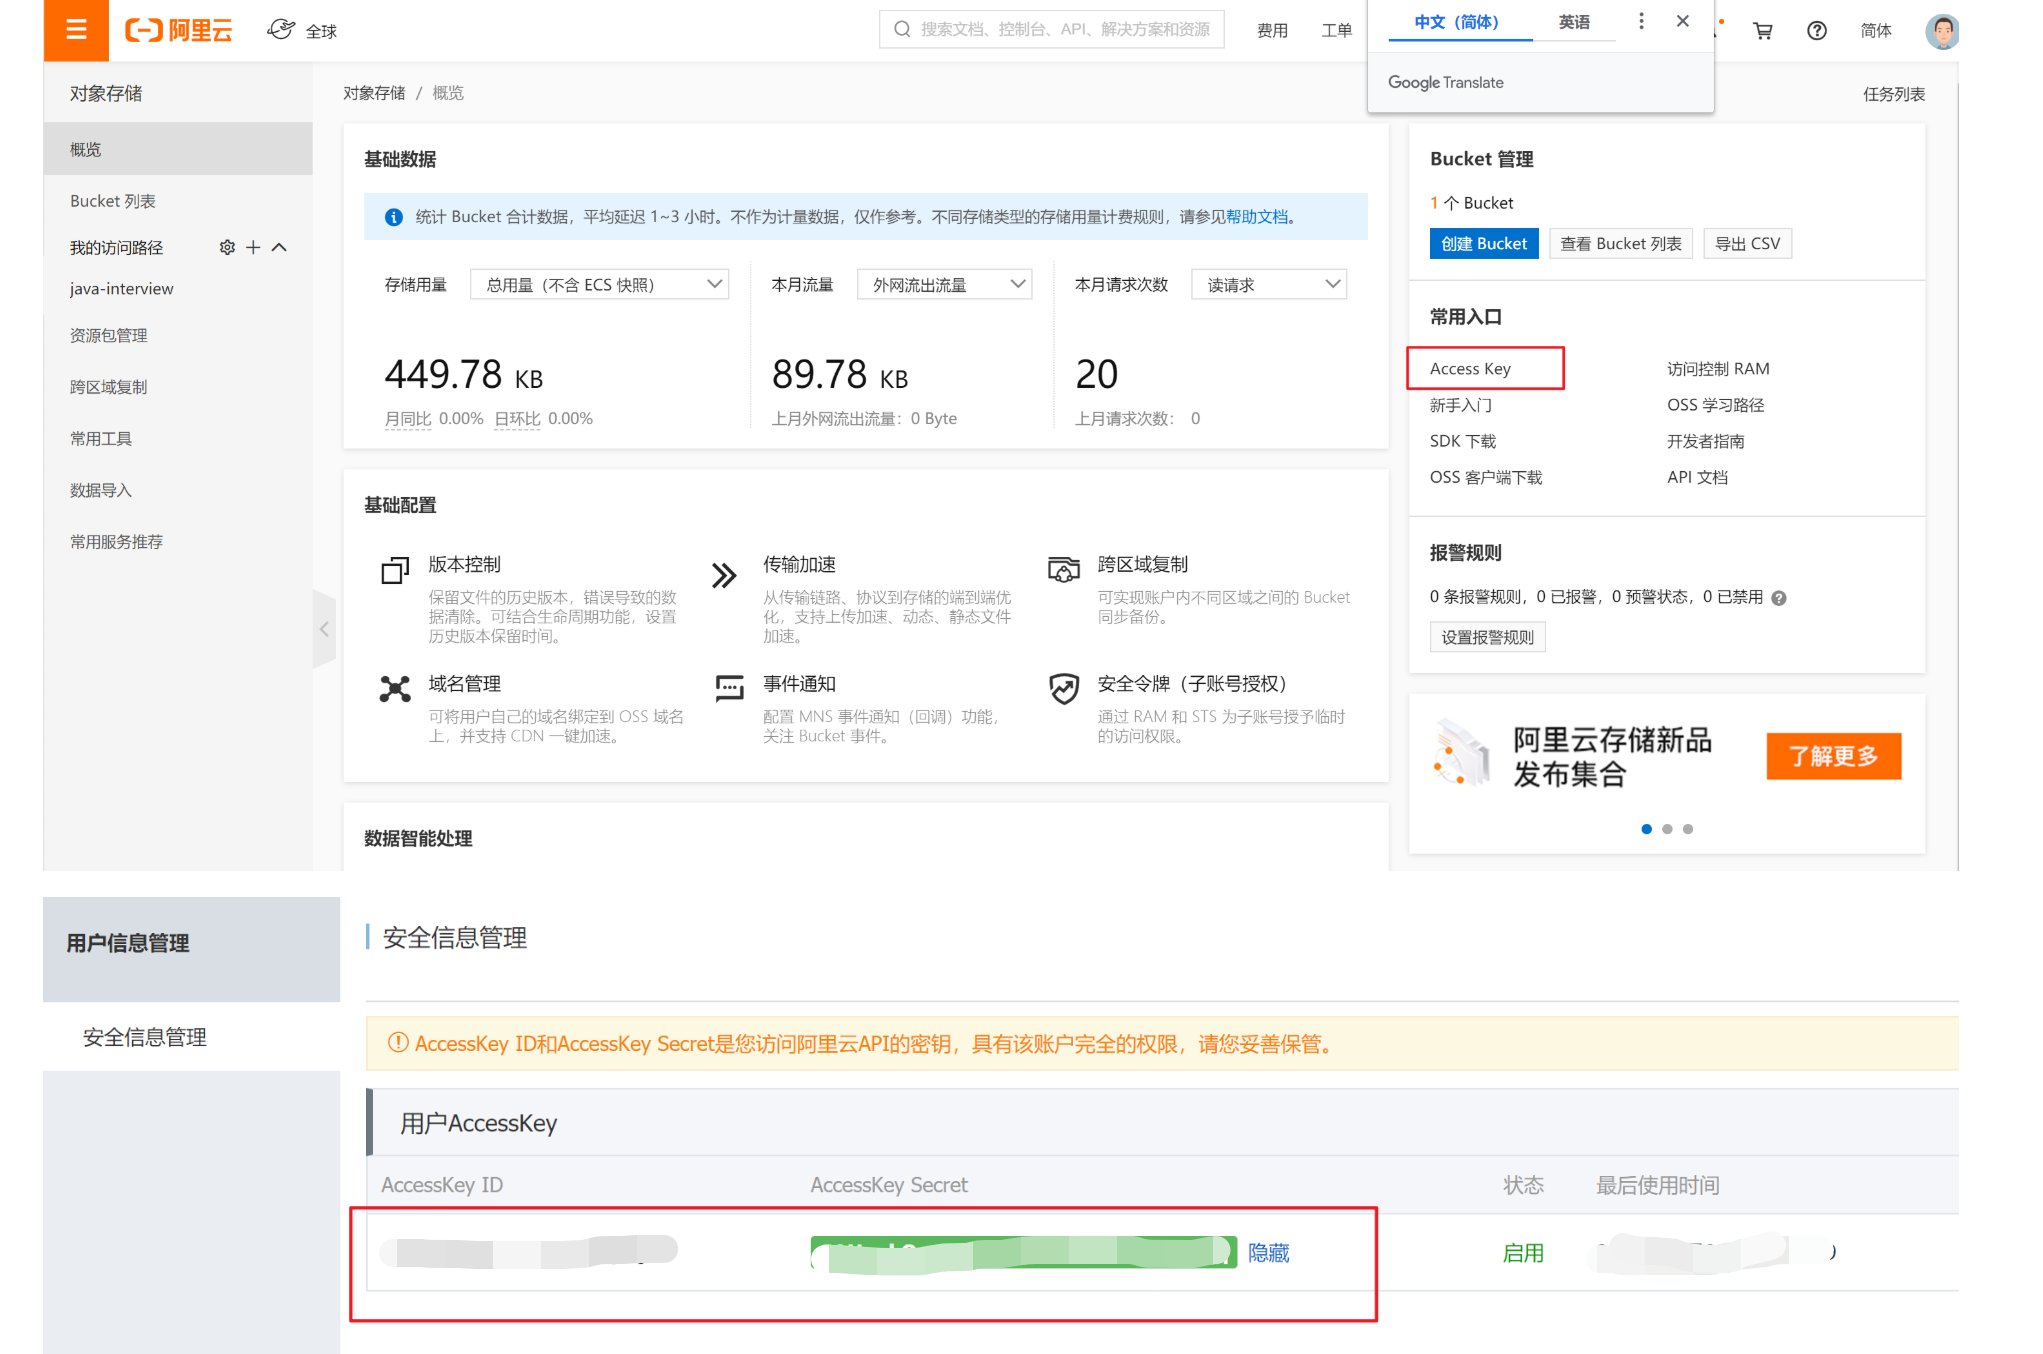 阿里云
全球
搜索文档、控制台、API、解决方案和资源
费用
工单
中文（简体）
英语
Google Translate
简体
对象存储
概览
Bucket 列表
我的访问路径
java-interview
资源包管理
跨区域复制
常用工具
数据导入
常用服务推荐
对象存储 / 概览
任务列表
基础数据
统计 Bucket 合计数据，平均延迟 1~3 小时。不作为计量数据，仅作参考。不同存储类型的存储用量计费规则，请参见帮助文档。
存储用量 总用量（不含 ECS 快照）
本月流量 外网流出流量
本月请求次数 读请求
449.78 KB
89.78 KB
20
月同比 0.00% 日环比 0.00%
上月外网流出流量：0 Byte
上月请求次数： 0
基础配置
版本控制
保留文件的历史版本，错误导致的数
据清除。可结合生命周期功能，设置
历史版本保留时间。
传输加速
从传输链路、协议到存储的端到端优
化，支持上传加速、动态、静态文件
加速。
跨区域复制
可实现账户内不同区域之间的 Bucket
同步备份。
域名管理
可将用户自己的域名绑定到 OSS 域名
上，并支持 CDN 一键加速。
事件通知
配置 MNS 事件通知（回调）功能，
关注 Bucket 事件。
安全令牌（子账号授权）
通过 RAM 和 STS 为子账号授予临时
的访问权限。
数据智能处理
Bucket 管理
1 个 Bucket
创建 Bucket
查看 Bucket 列表
导出 CSV
常用入口
Access Key
访问控制 RAM
新手入门
OSS 学习路径
SDK 下载
开发者指南
OSS 客户端下载
API 文档
报警规则
0 条报警规则，0 已报警，0 预警状态，0 已禁用
设置报警规则
阿里云存储新品
发布集合
了解更多
用户信息管理
安全信息管理
安全信息管理
AccessKey ID和AccessKey Secret是您访问阿里云API的密钥，具有该账户完全的权限，请您妥善保管。
用户AccessKey
AccessKey ID
AccessKey Secret
状态
最后使用时间
隐藏
启用